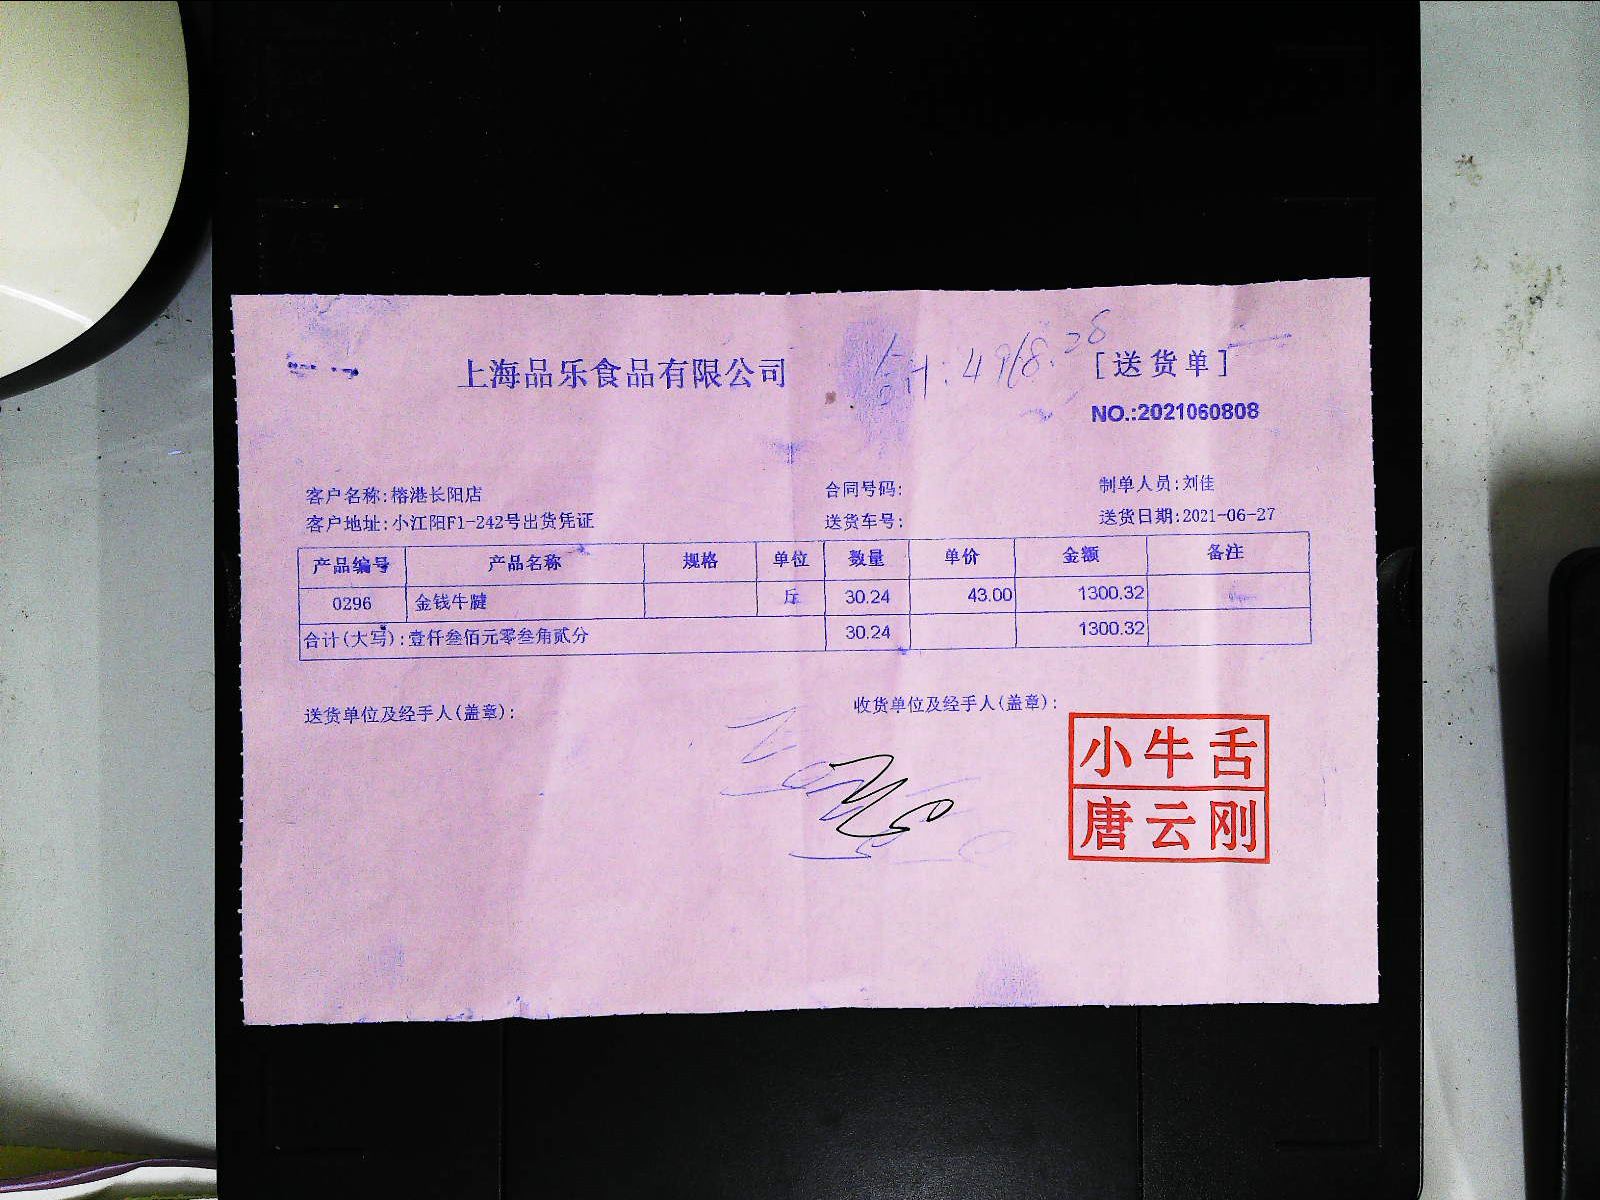 上海品乐食品有限公司
合计:4968.28
[送货单]
NO.:2021060808
客户名称:榕港长阳店 合同号码: 制单人员:刘佳
客户地址:小江阳F1-242号出货凭证 送货车号: 送货日期:2021-06-27
产品编号 产品名称 规格 单位 数量 单价 金额 备注
0296 金钱牛腱 斤 30.24 43.00 1300.32
合计(大写):壹仟叁佰元零叁角贰分 30.24 1300.32
送货单位及经手人(盖章): 收货单位及经手人(盖章):
小牛舌
唐云刚